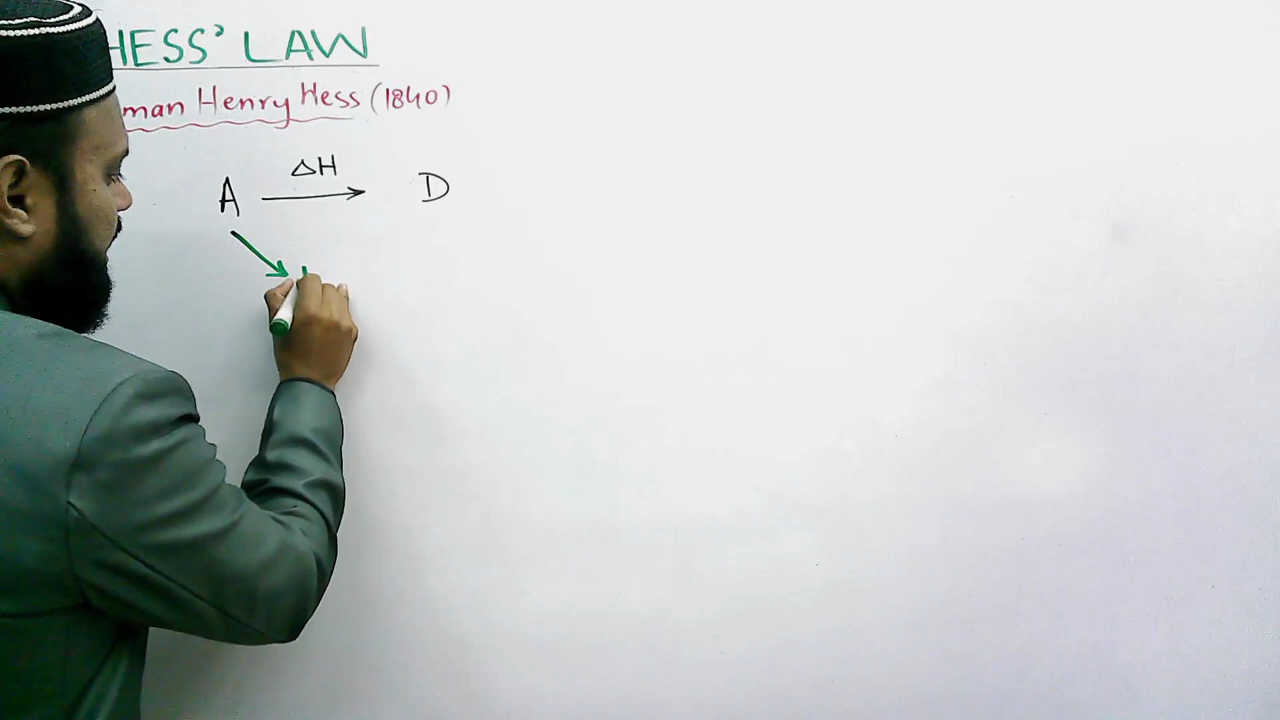 HESS' LAW
man Henry Hess (1840)
ΔH
A ⟶ D